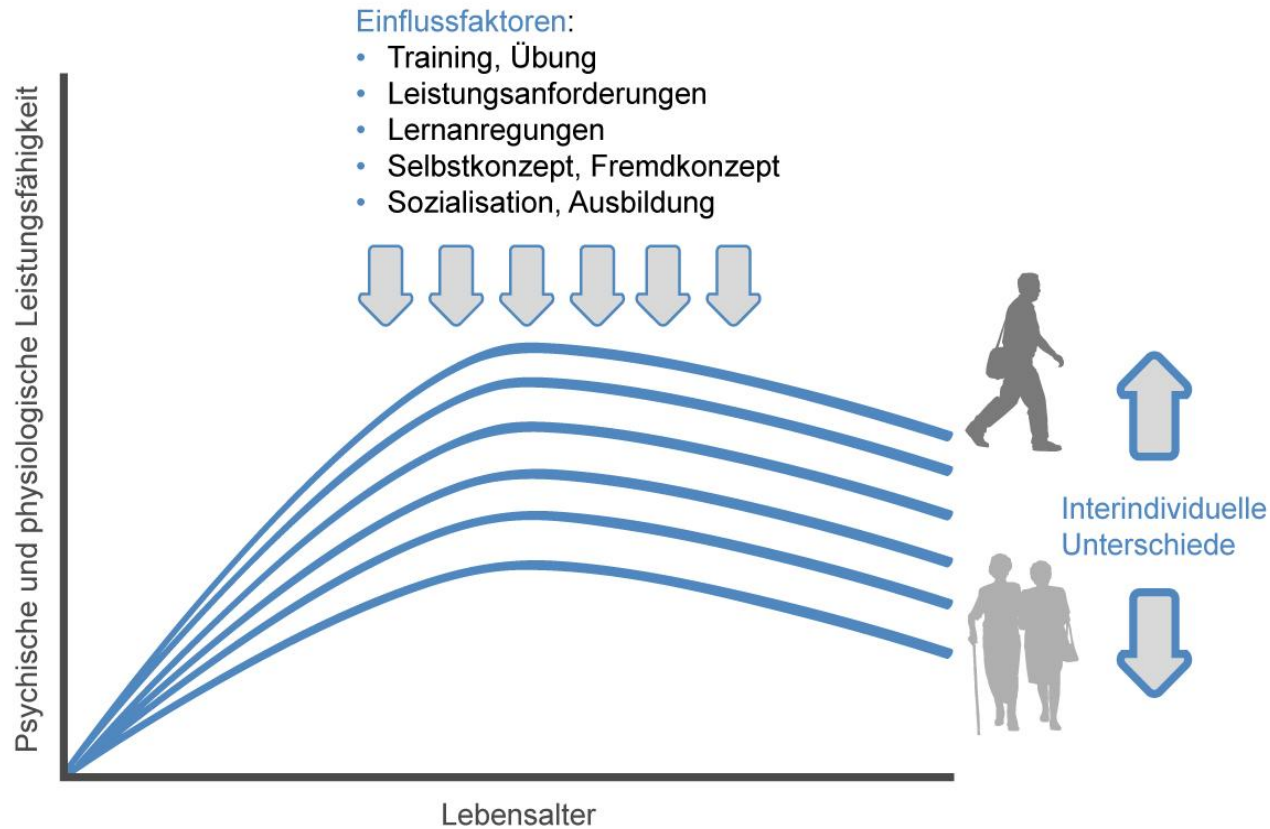 Einflussfaktoren:
• Training, Übung
• Leistungsanforderungen
• Lernanregungen
• Selbstkonzept, Fremdkonzept
• Sozialisation, Ausbildung
Psychische und physiologische Leistungsfähigkeit
Interindividuelle
Unterschiede
Lebensalter